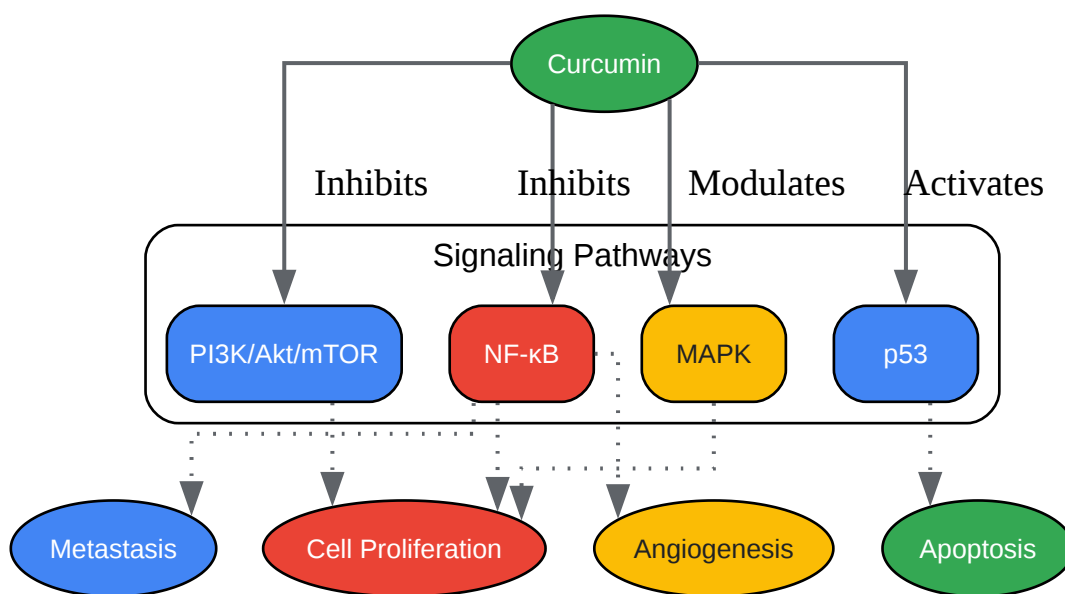 Curcumin
Inhibits
Inhibits
Modulates
Activates
Signaling Pathways
PI3K/Akt/mTOR
NF-κB
MAPK
p53
Metastasis
Cell Proliferation
Angiogenesis
Apoptosis